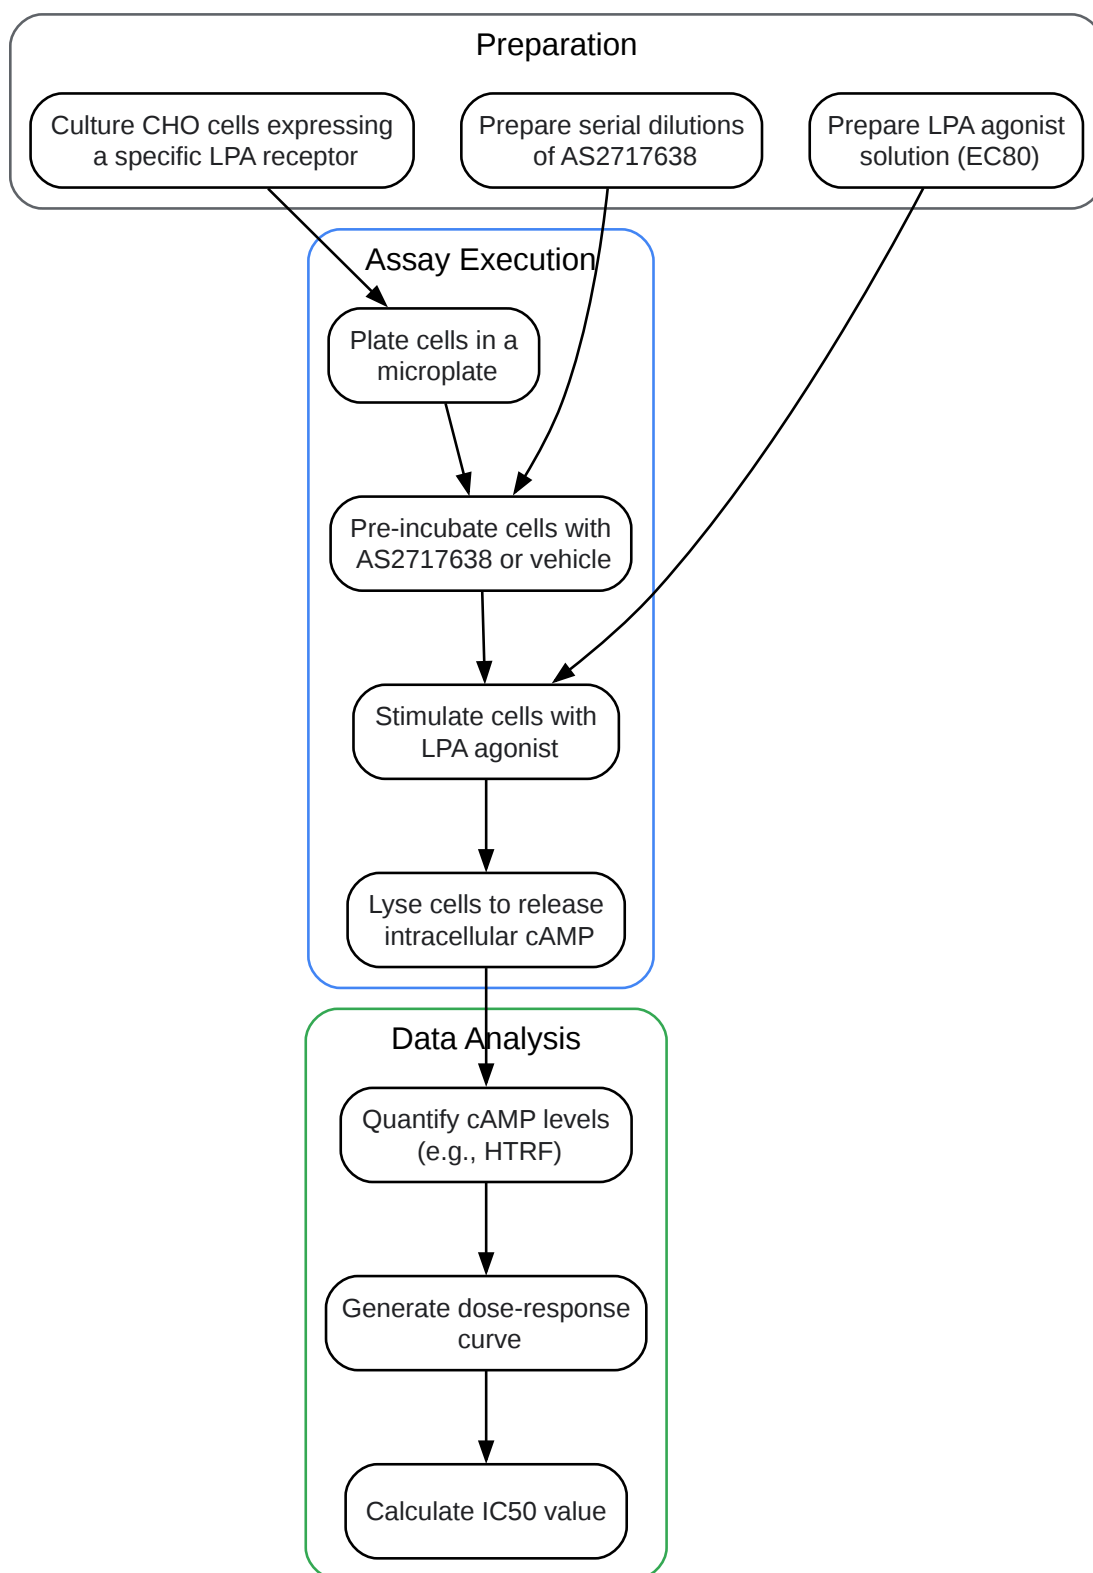 Preparation
Culture CHO cells expressing
a specific LPA receptor
Prepare serial dilutions
of AS2717638
Prepare LPA agonist
solution (EC80)
Assay Execution
Plate cells in a
microplate
Pre-incubate cells with
AS2717638 or vehicle
Stimulate cells with
LPA agonist
Lyse cells to release
intracellular cAMP
Data Analysis
Quantify cAMP levels
(e.g., HTRF)
Generate dose-response
curve
Calculate IC50 value